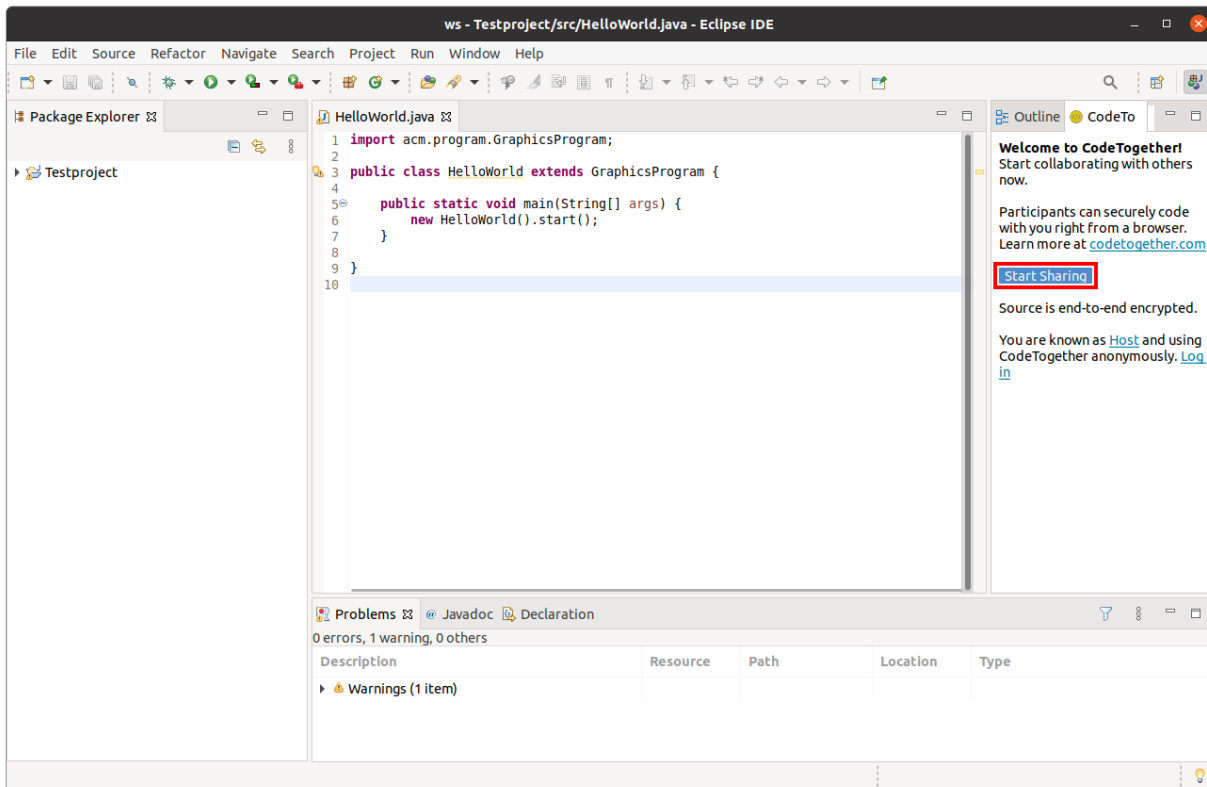 ws - Testproject/src/HelloWorld.java - Eclipse IDE
File Edit Source Refactor Navigate Search Project Run Window Help
Package Explorer
Testproject
HelloWorld.java
1 import acm.program.GraphicsProgram;
2
3 public class HelloWorld extends GraphicsProgram {
4
5 public static void main(String[] args) {
6 new HelloWorld().start();
7 }
8
9 }
10
Outline CodeTo
Welcome to CodeTogether!
Start collaborating with others
now.
Participants can securely code
with you right from a browser.
Learn more at codetogether.com
Start Sharing
Source is end-to-end encrypted.
You are known as Host and using
CodeTogether anonymously. Log
in
Problems @ Javadoc Declaration
0 errors, 1 warning, 0 others
Description Resource Path Location Type
Warnings (1 item)